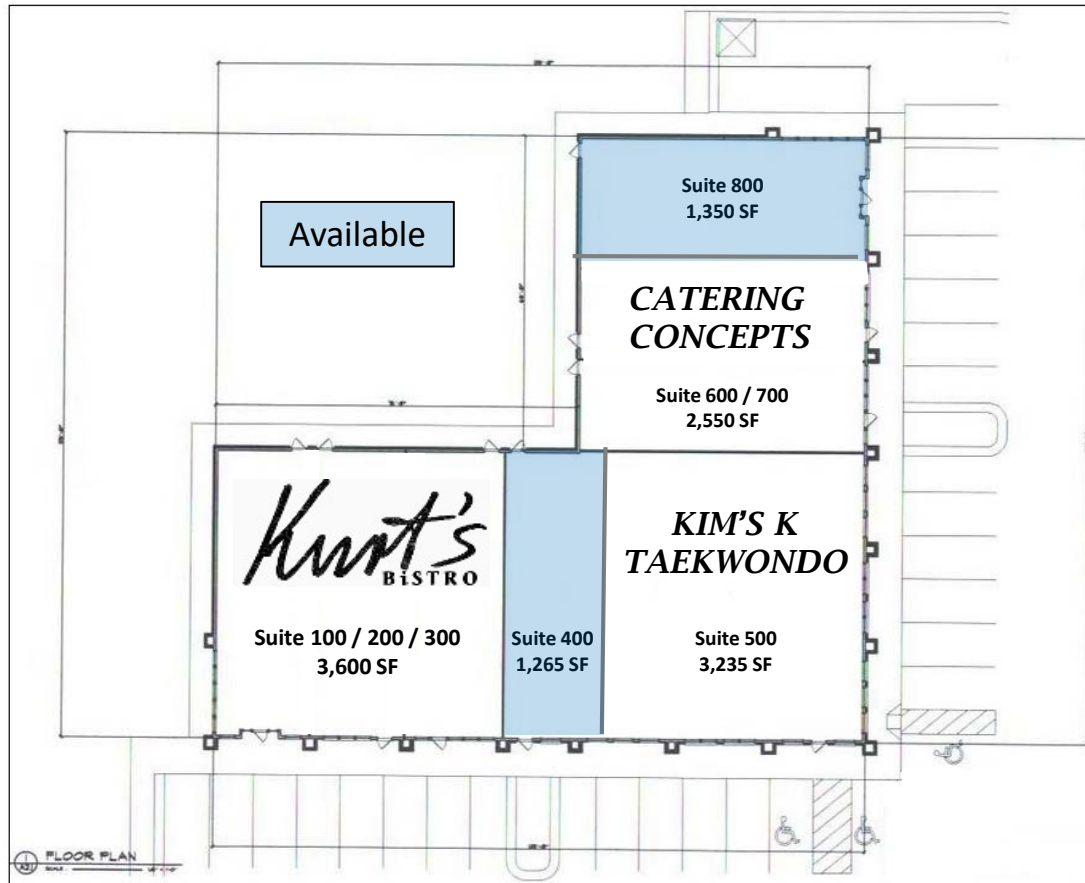 Suite 800
1,350 SF
Available
CATERING
CONCEPTS
Suite 600 / 700
2,550 SF
Kurt's
BiSTRO
KIM'S K
TAEKWONDO
Suite 100 / 200 / 300
3,600 SF
Suite 400
1,265 SF
Suite 500
3,235 SF
FLOOR PLAN